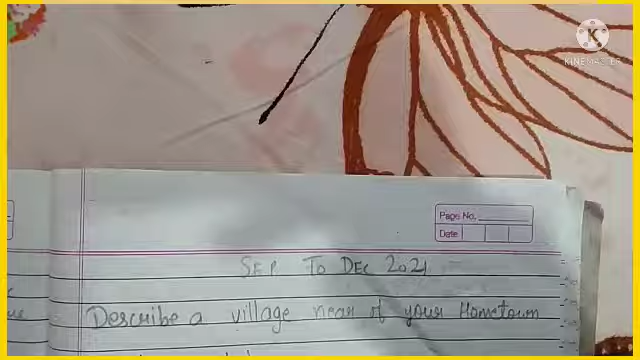 K
KINEMASTER
Page No.
Date
SEP TO DEC 2021
Describe a village near of your Hometown